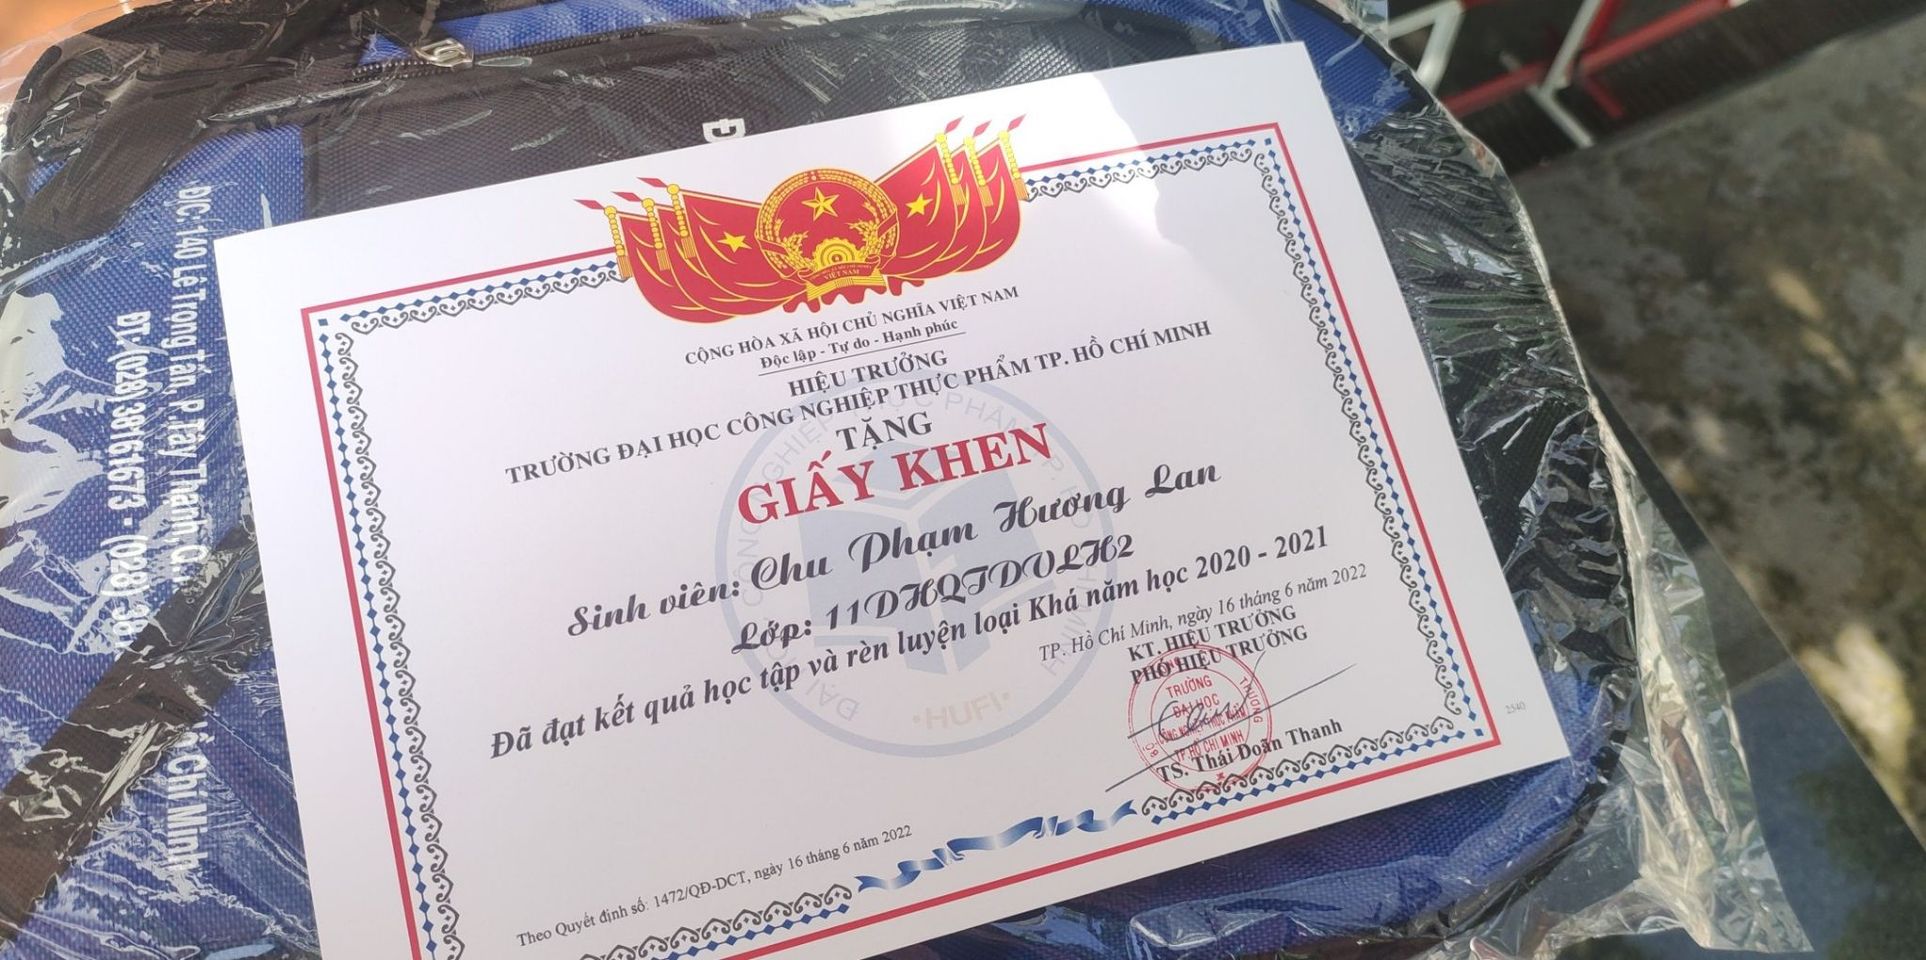 VIỆT NAM
CỘNG HÒA XÃ HỘI CHỦ NGHĨA VIỆT NAM
Độc lập - Tự do - Hạnh phúc
HIỆU TRƯỞNG
TRƯỜNG ĐẠI HỌC CÔNG NGHIỆP THỰC PHẨM TP. HỒ CHÍ MINH
TẶNG
GIẤY KHEN
Sinh viên: Chu Phạm Hương Lan
Lớp: 11DHQTDVLH2
Đã đạt kết quả học tập và rèn luyện loại Khá năm học 2020 - 2021
TP. Hồ Chí Minh, ngày 16 tháng 6 năm 2022
KT. HIỆU TRƯỞNG
PHÓ HIỆU TRƯỞNG
TRƯỜNG
ĐẠI HỌC
TP.HỒ CHÍ MINH
TS. Thái Doãn Thanh
2540
Theo Quyết định số: 1472/QĐ-DCT, ngày 16 tháng 6 năm 2022
·HUFI·
Đ/C: 140 Lê Trọng tấn, P.Tây Thạnh,
ĐT: (028)38161673 - (028)
Chí Minh